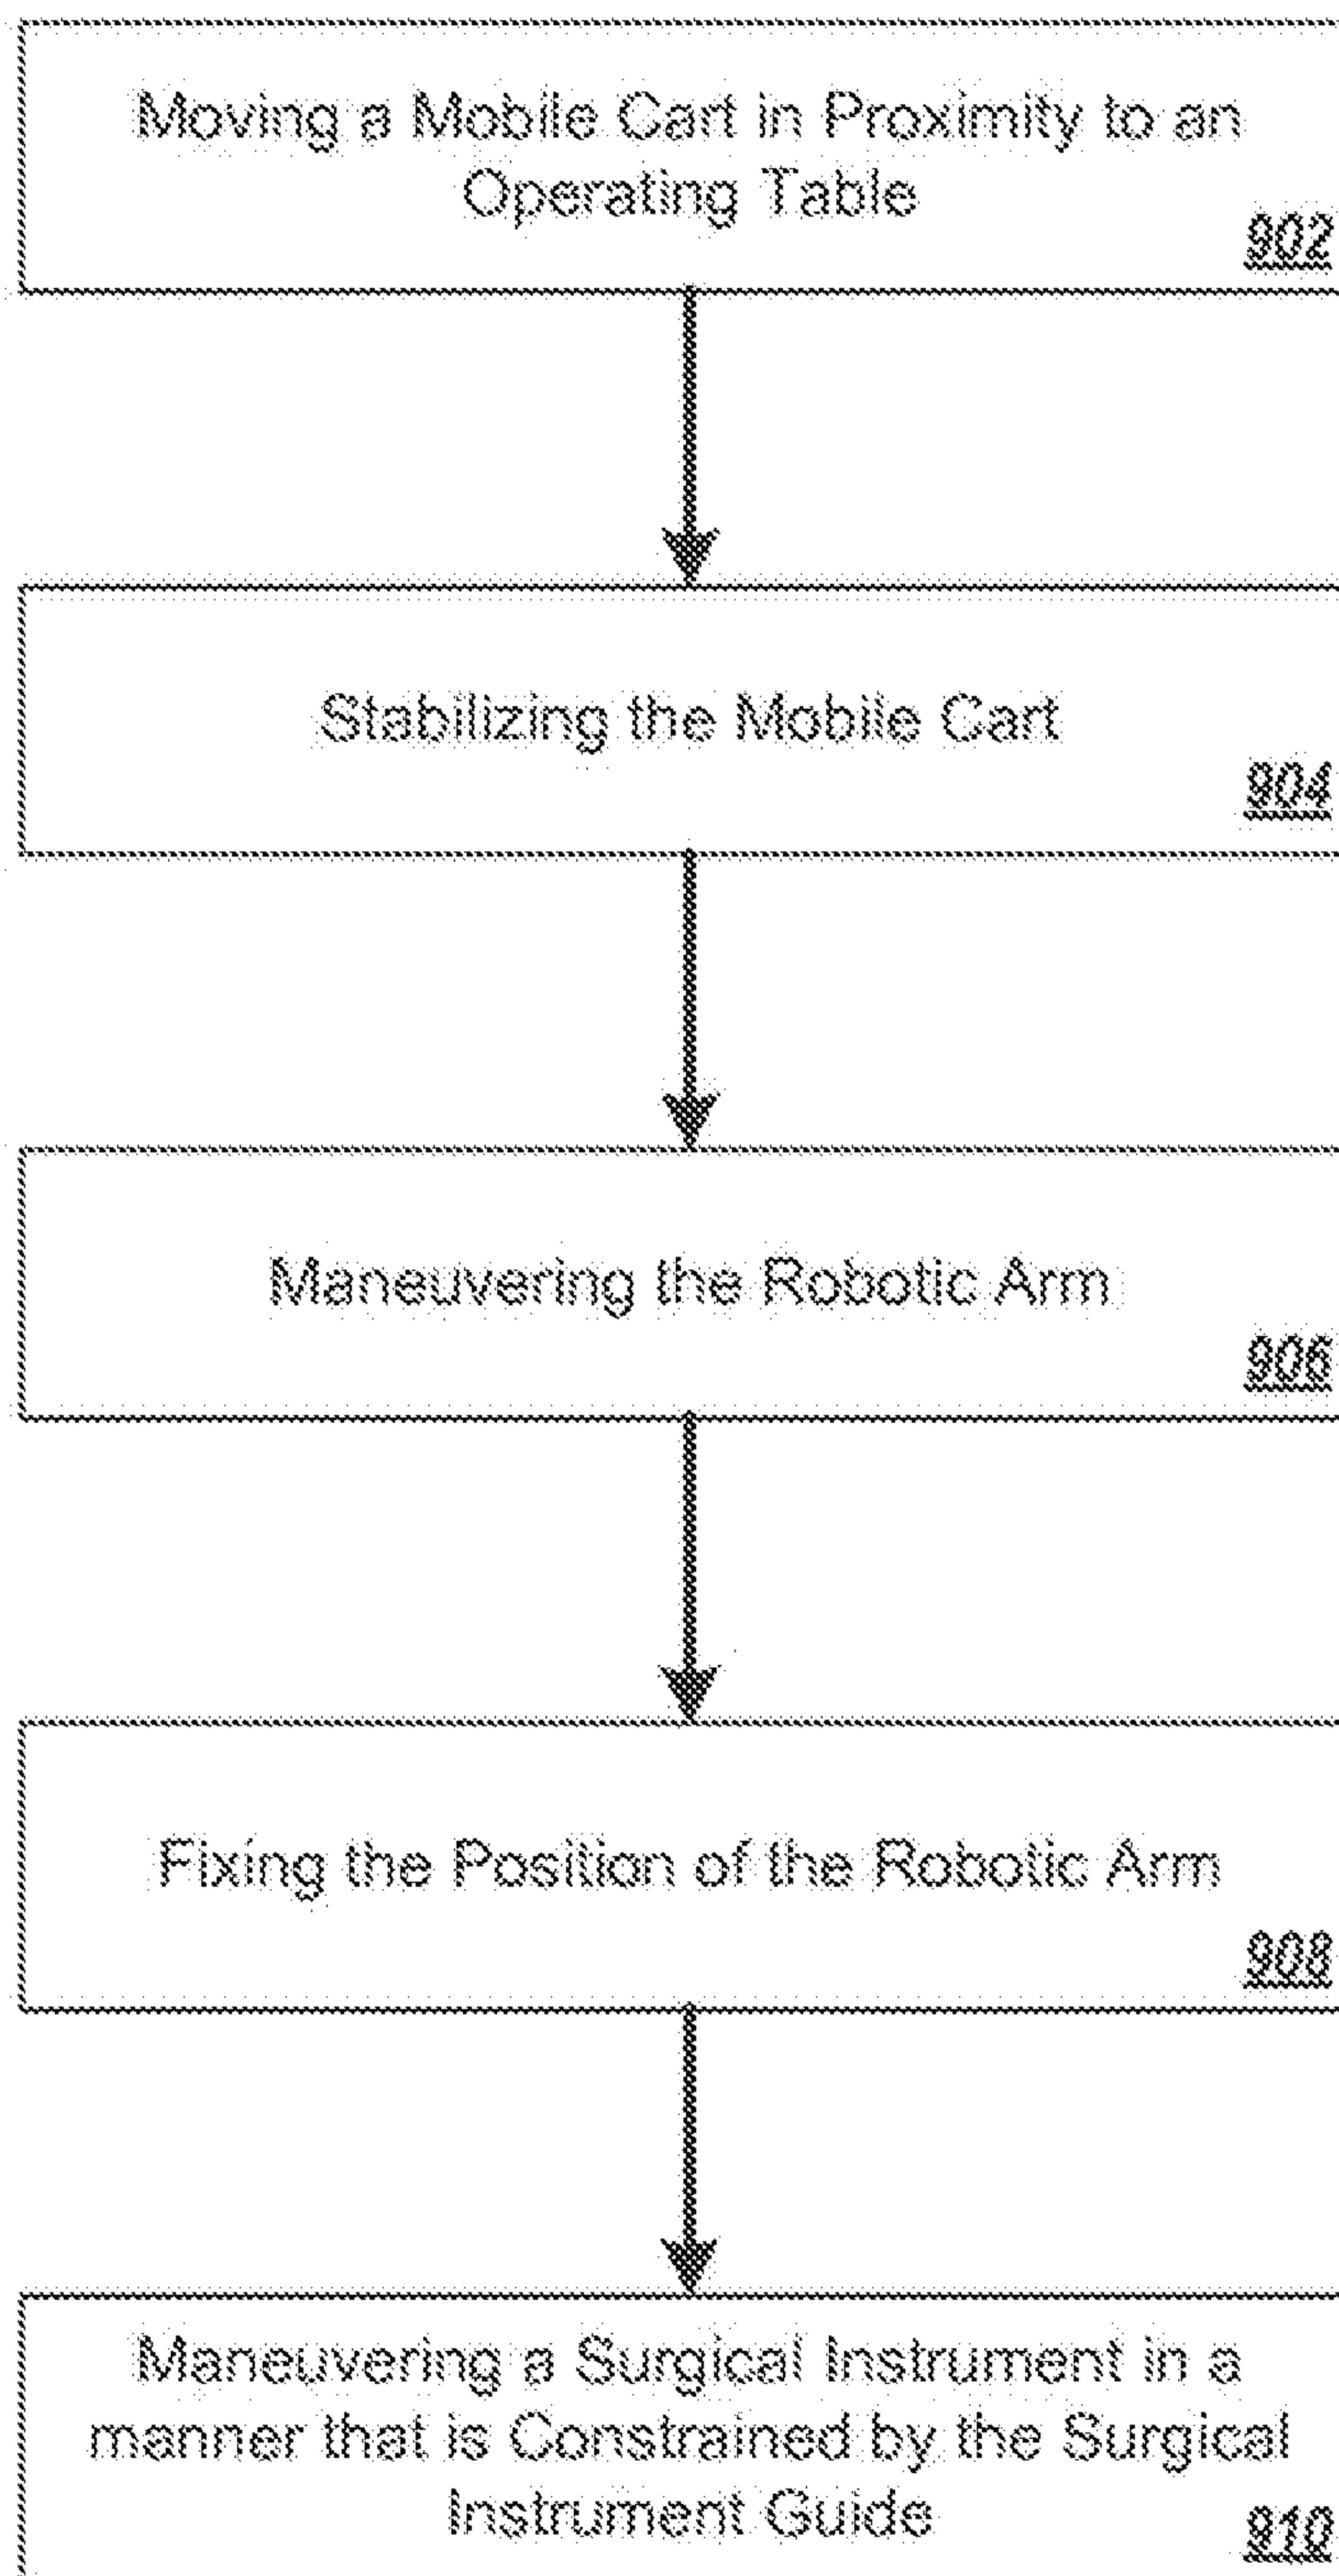 Moving a Mobile Cart in Proximity to an
Operating Table
902
Stabilizing the Mobile Cart
904
Maneuvering the Robotic Arm
906
Fixing the Position of the Robotic Arm
908
Maneuvering a Surgical Instrument in a
manner that is Constrained by the Surgical
Instrument Guide
910